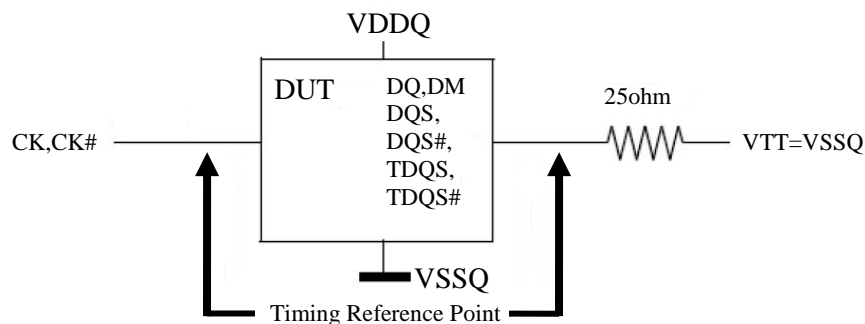 VDDQ
DUT
DQ,DM
DQS,
DQS#,
TDQS,
TDQS#
25ohm
CK,CK#
VTT=VSSQ
VSSQ
Timing Reference Point